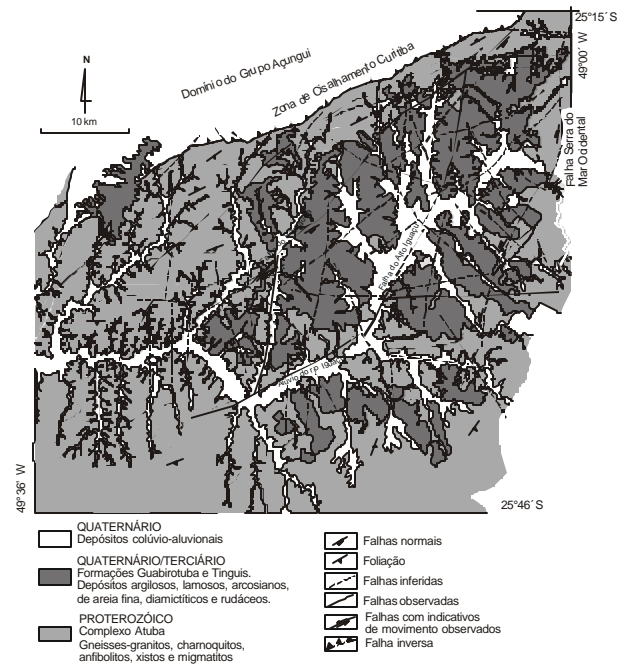 25°15´ S
49°00´ W
N
10 km
Domínio do Grupo Açungui
Zona de Cisalhamento Curitiba
Falha Serra do
Mar Ocidental
Falha do Alto Iguaçu
49°36´ W
25°46´ S
QUATERNÁRIO
Depósitos colúvio-aluvionais
QUATERNÁRIO/TERCIÁRIO
Formações Guabirotuba e Tinguis.
Depósitos argilosos, lamosos, arcosianos,
de areia fina, diamictíticos e rudáceos.
PROTEROZÓICO
Complexo Atuba
Gneisses-granitos, charnoquitos,
anfibolitos, xistos e migmatitos
Falhas normais
Foliação
Falhas inferidas
Falhas observadas
Falhas com indicativos
de movimento observados
Falha inversa